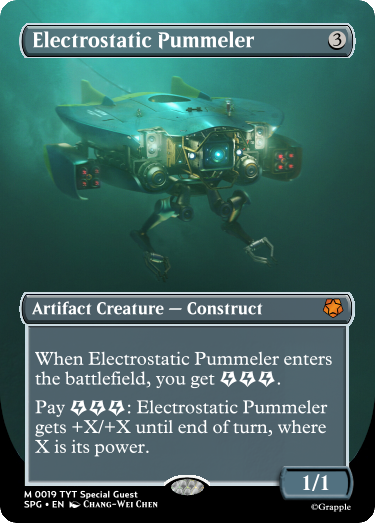 Electrostatic Pummeler 3
Artifact Creature — Construct
When Electrostatic Pummeler enters
the battlefield, you get .
Pay : Electrostatic Pummeler
gets +X/+X until end of turn, where
X is its power.
1/1
M 0019 TYT Special Guest
SPG • EN Chang-Wei Chen
©Grapple